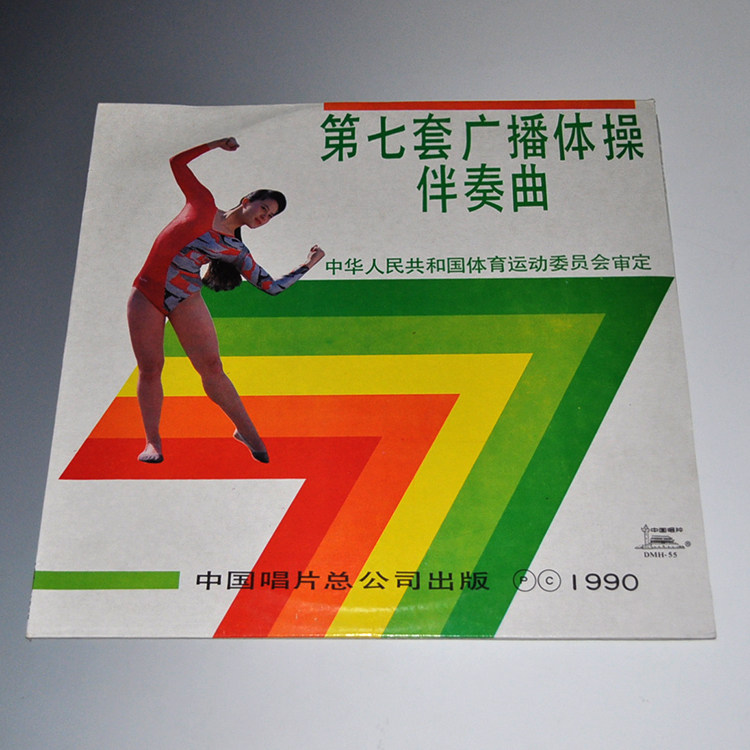 第七套广播体操
伴奏曲
中华人民共和国体育运动委员会审定
中国唱片
®
DMH-55
中国唱片总公司出版 ⓅⒸ 1990